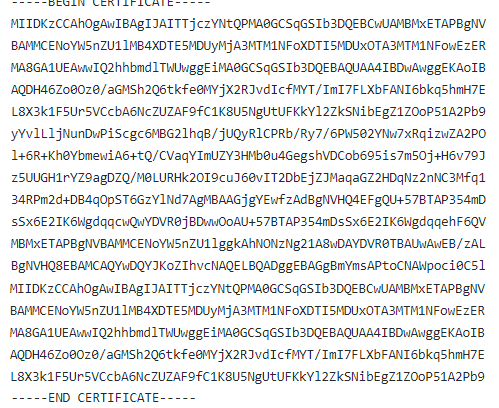 -----BEGIN CERTIFICATE-----
MIIDKzCCAhOgAwIBAgIJAITTjczYNtQPMA0GCSqGSIb3DQEBCwUAMBMxETAPBgNV
BAMMCENoYW5nZU1lMB4XDTE5MDUyMjA3MTM1NFoXDTI5MDUxOTA3MTM1NFowEzER
MA8GA1UEAwwIQ2hhbmdlTWUwggEiMA0GCSqGSIb3DQEBAQUAA4IBDwAwggEKAoIB
AQDH46Zo0Oz0/aGMSh2Q6tkfe0MYjX2RJvdIcfMYT/ImI7FLXbFANI6bkq5hmH7E
L8X3k1F5Ur5VCcbA6NcZUZAF9fC1K8U5NgUtUFKkYl2ZkSNibEgZ1ZOoP51A2Pb9
yYvlLljNunDwPiScgc6MBG2lhqB/jUQyRlCPRb/Ry7/6PW502YNw7xRqizwZA2PO
l+6R+Kh0YbmewiA6+tQ/CVaqYImUZY3HMb0u4GegshVDCob695is7m5Oj+H6v79J
z5UUGH1rYZ9agDZQ/M0LURHk2OI9cuJ60vIT2DbEjZJMaqaGZ2HDqNz2nNC3Mfq1
34RPm2d+DB4qOpST6GzYlNd7AgMBAAGjgYEwfzAdBgNVHQ4EFgQU+57BTAP354mD
sSx6E2IK6WgdqqcwQwYDVR0jBDwwOoAU+57BTAP354mDsSx6E2IK6WgdqqehF6QV
MBMxETAPBgNVBAMMCENoYW5nZU1lggkAhNONzNg21A8wDAYDVR0TBAUwAwEB/zAL
BgNVHQ8EBAMCAQYwDQYJKoZIhvcNAQELBQADggEBAGgBmYmsAPtoCNAWpoci0C5l
MIIDKzCCAhOgAwIBAgIJAITTjczYNtQPMA0GCSqGSIb3DQEBCwUAMBMxETAPBgNV
BAMMCENoYW5nZU1lMB4XDTE5MDUyMjA3MTM1NFoXDTI5MDUxOTA3MTM1NFowEzER
MA8GA1UEAwwIQ2hhbmdlTWUwggEiMA0GCSqGSIb3DQEBAQUAA4IBDwAwggEKAoIB
AQDH46Zo0Oz0/aGMSh2Q6tkfe0MYjX2RJvdIcfMYT/ImI7FLXbFANI6bkq5hmH7E
L8X3k1F5Ur5VCcbA6NcZUZAF9fC1K8U5NgUtUFKkYl2ZkSNibEgZ1ZOoP51A2Pb9
-----END CERTIFICATE-----